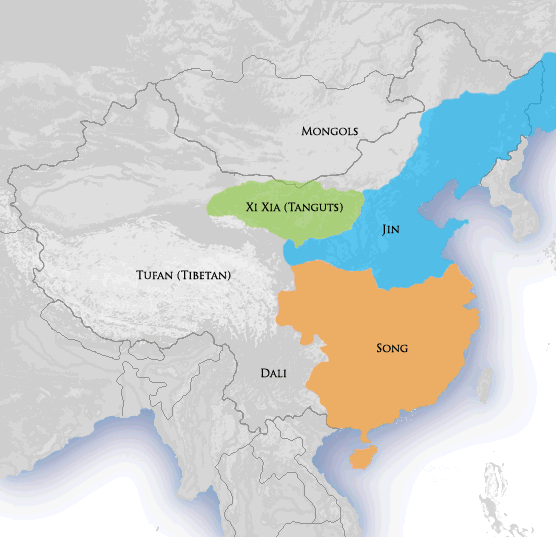 Mongols
Xi Xia (Tanguts)
Jin
Tufan (Tibetan)
Song
Dali